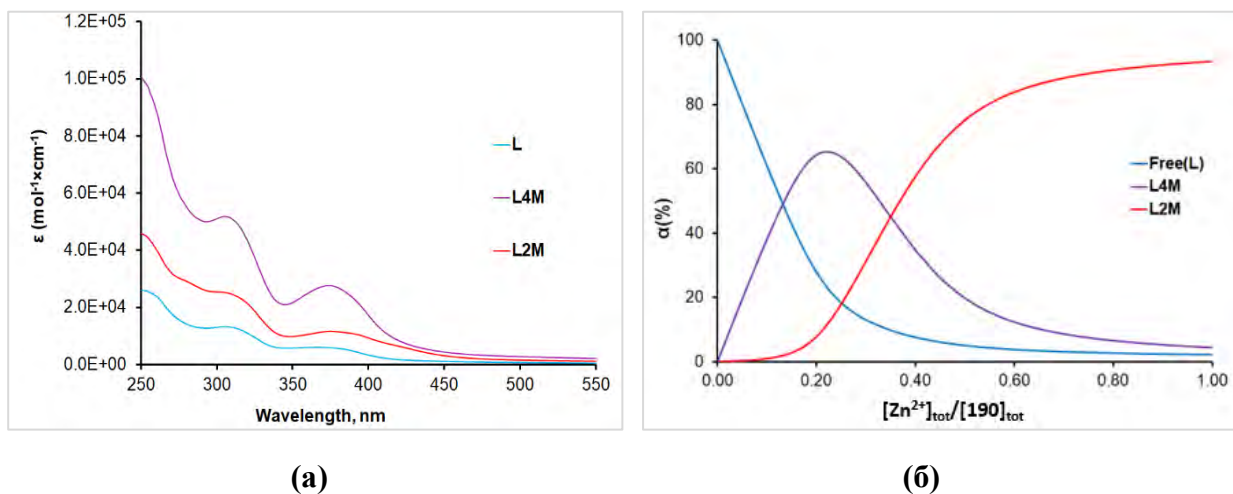 1.2E+05
1.0E+05
8.0E+04
6.0E+04
4.0E+04
2.0E+04
0.0E+00
ε (mol⁻¹×cm⁻¹)
L
L4M
L2M
250 300 350 400 450 500 550
Wavelength, nm
(а)
100
80
60
40
20
0
α(%)
Free(L)
L4M
L2M
0.00 0.20 0.40 0.60 0.80 1.00
[Zn²⁺]tot/[190]tot
(б)